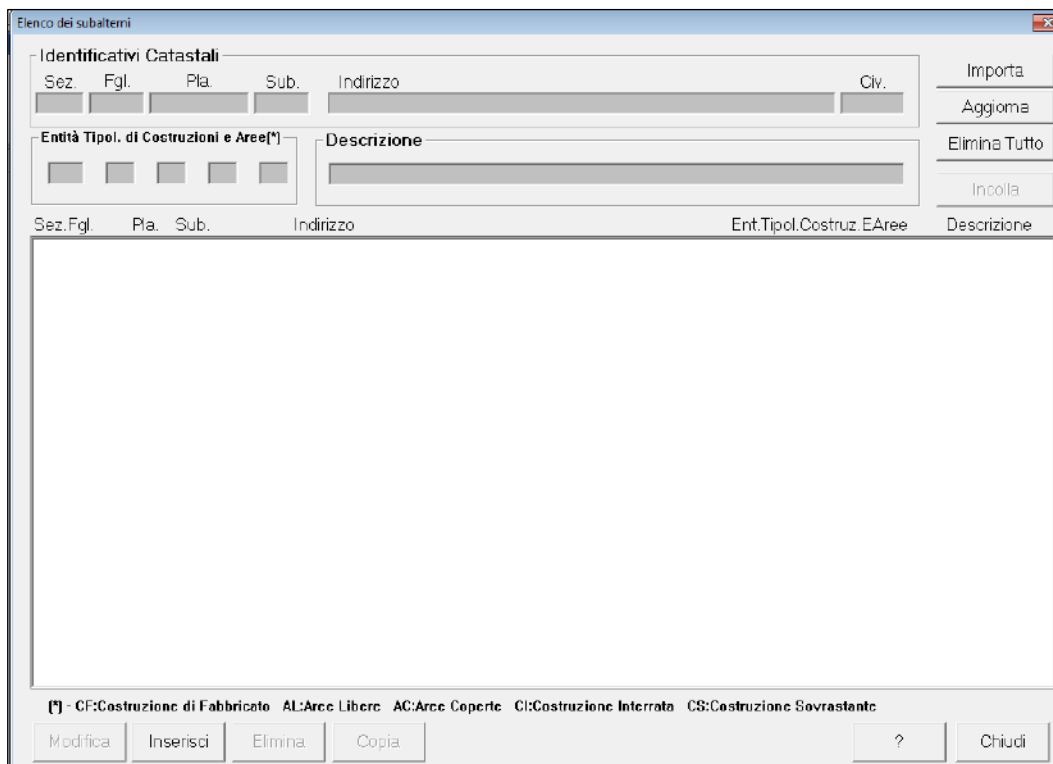 Elenco dei subalterni
Identificativi Catastali
Sez. Fgl. Pla. Sub. Indirizzo Civ.
Importa
Aggiorna
Entità Tipol. di Costruzioni e Aree(*) Descrizione
Elimina Tutto
Incolla
Sez.Fgl. Pla. Sub. Indirizzo Ent.Tipol.Costruz.EAree Descrizione
(*) - CF:Costruzione di Fabbricato AL:Aree Libere AC:Aree Coperte CI:Costruzione Interrata CS:Costruzione Sovrastante
Modifica Inserisci Elimina Copia ? Chiudi